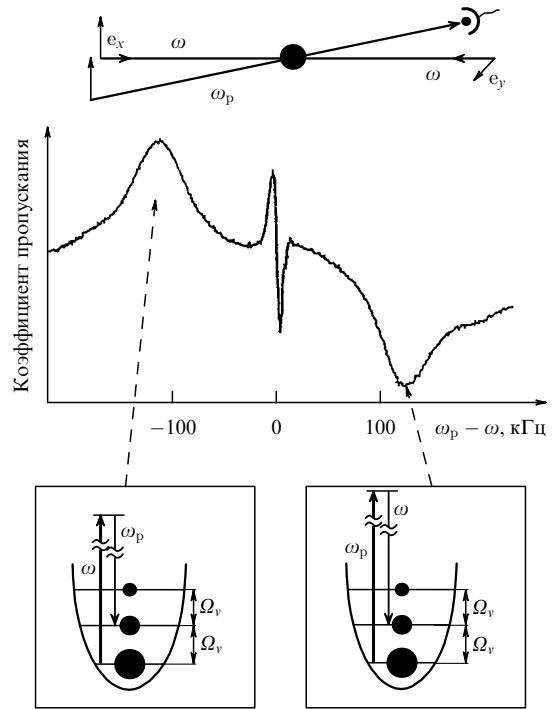 e_x
ω
ω
e_y
ω_p
Коэффициент пропускания
−100
0
100
ω_p − ω, кГц
ω_p
ω
Ω_v
Ω_v
ω
ω_p
Ω_v
Ω_v